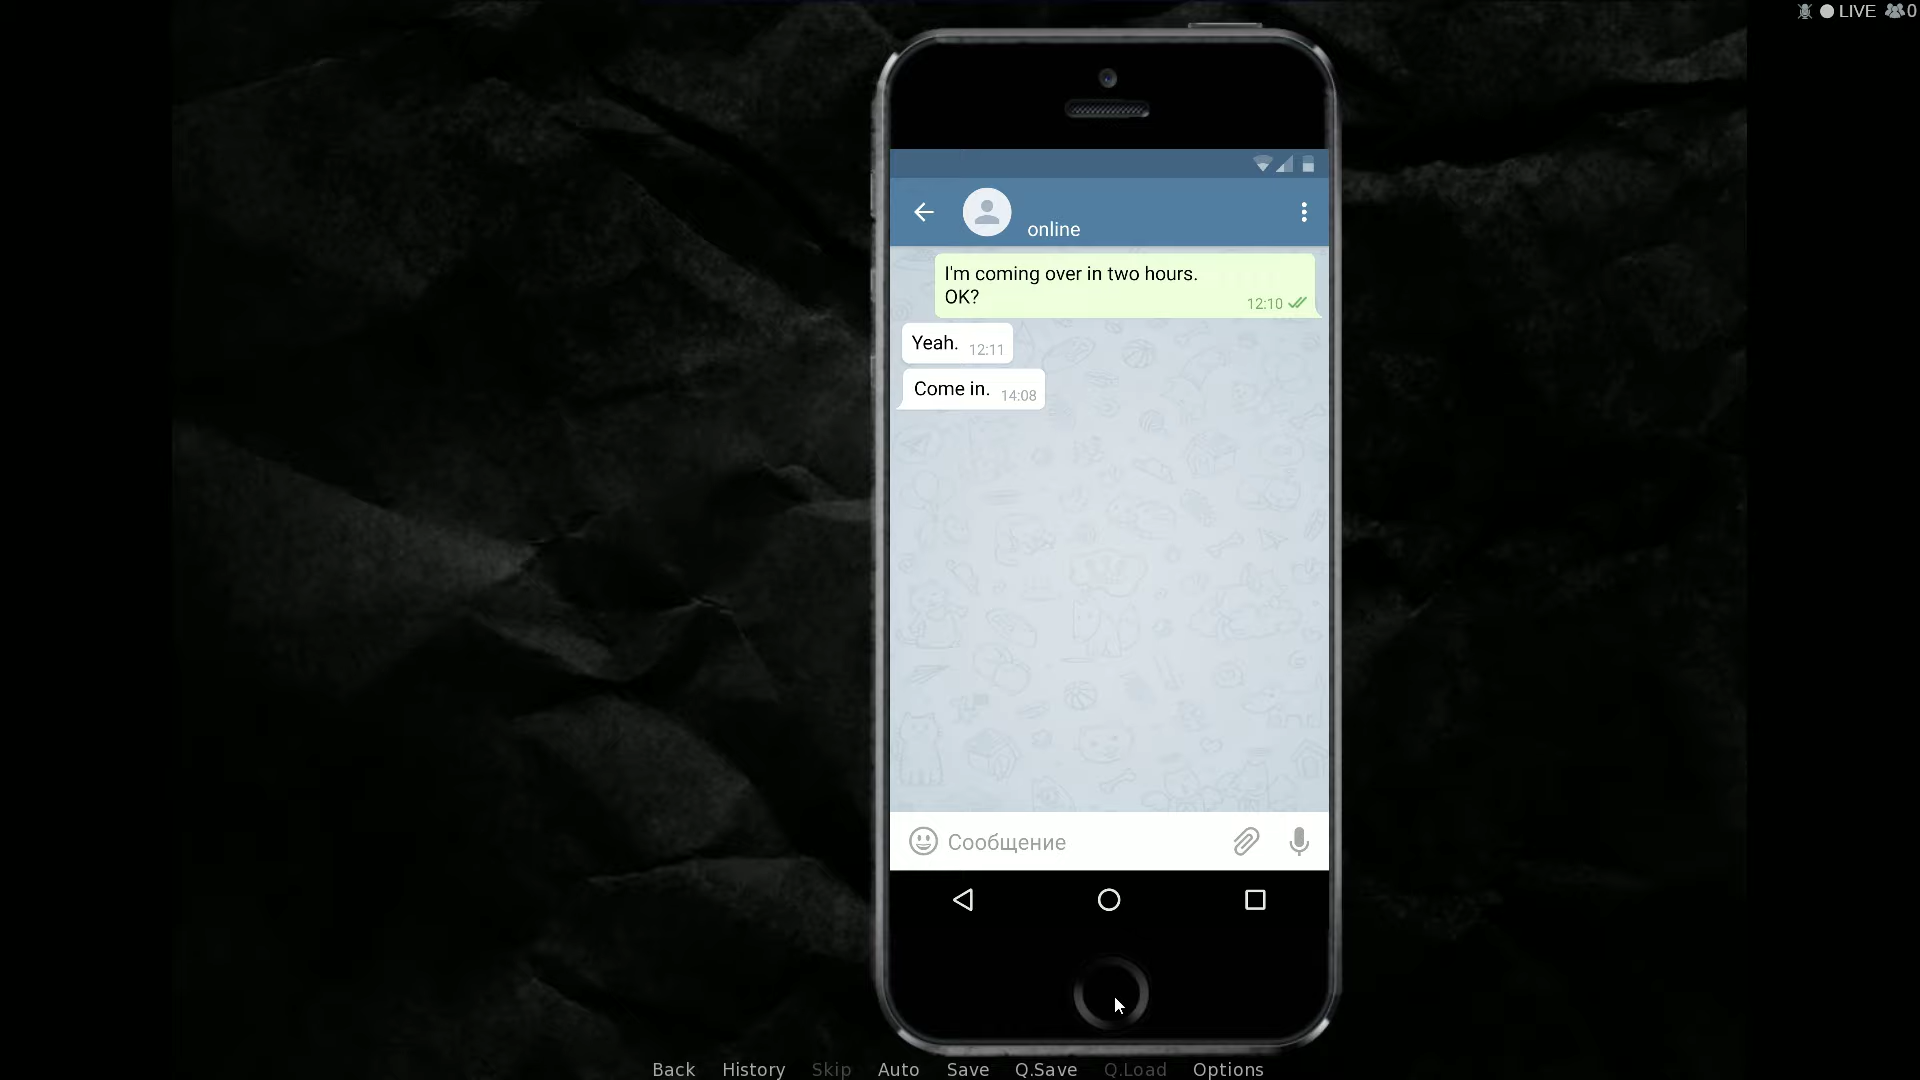 LIVE 0
online
I'm coming over in two hours.
OK?
12:10
Yeah. 12:11
Come in. 14:08
Сообщение
Back History Skip Auto Save Q.Save Q.Load Options